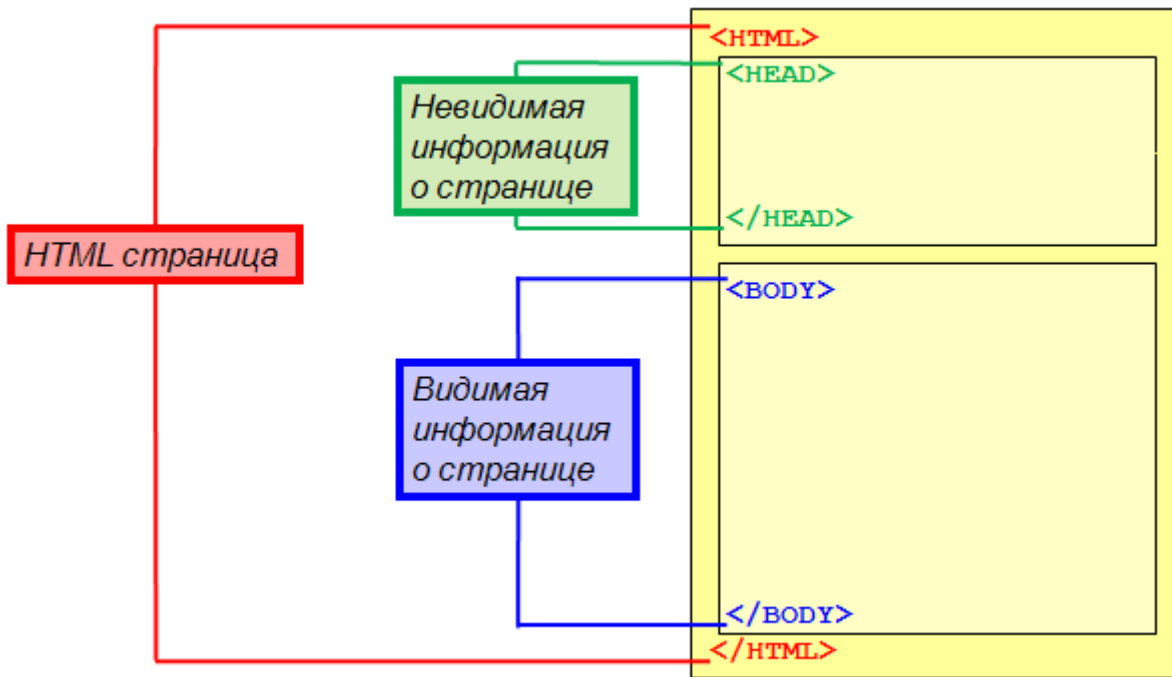 <HTML>
<HEAD>
Невидимая
информация
о странице
</HEAD>
HTML страница
<BODY>
Видимая
информация
о странице
</BODY>
</HTML>